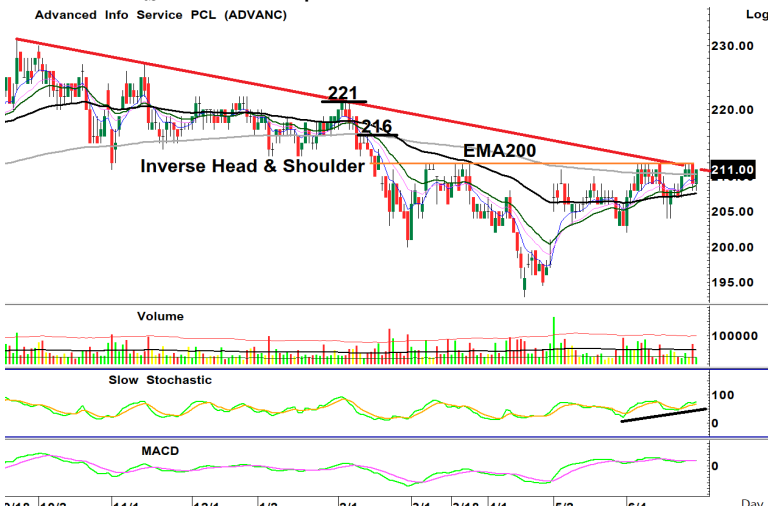 Advanced Info Service PCL (ADVANC)
Log
230.00
220.00
221
216
EMA200
Inverse Head & Shoulder
211.00
205.00
200.00
195.00
Volume
100000
Slow Stochastic
100
0
MACD
0
10/2 11/1 12/1 1/2 2/1 3/1 3/18 4/1 5/2 6/1 Day